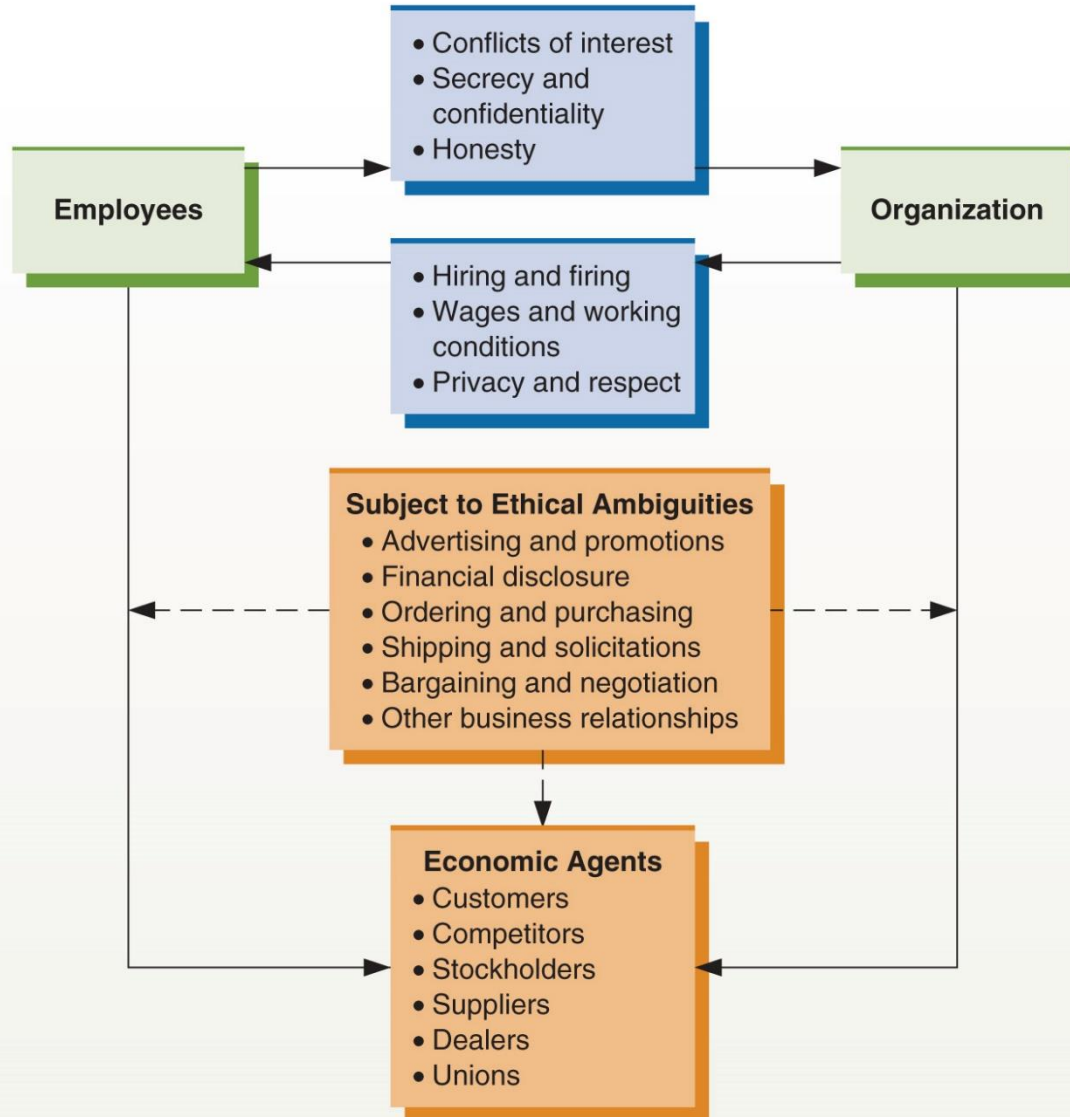 • Conflicts of interest
• Secrecy and
confidentiality
• Honesty
Employees
Organization
• Hiring and firing
• Wages and working
conditions
• Privacy and respect
Subject to Ethical Ambiguities
• Advertising and promotions
• Financial disclosure
• Ordering and purchasing
• Shipping and solicitations
• Bargaining and negotiation
• Other business relationships
Economic Agents
• Customers
• Competitors
• Stockholders
• Suppliers
• Dealers
• Unions